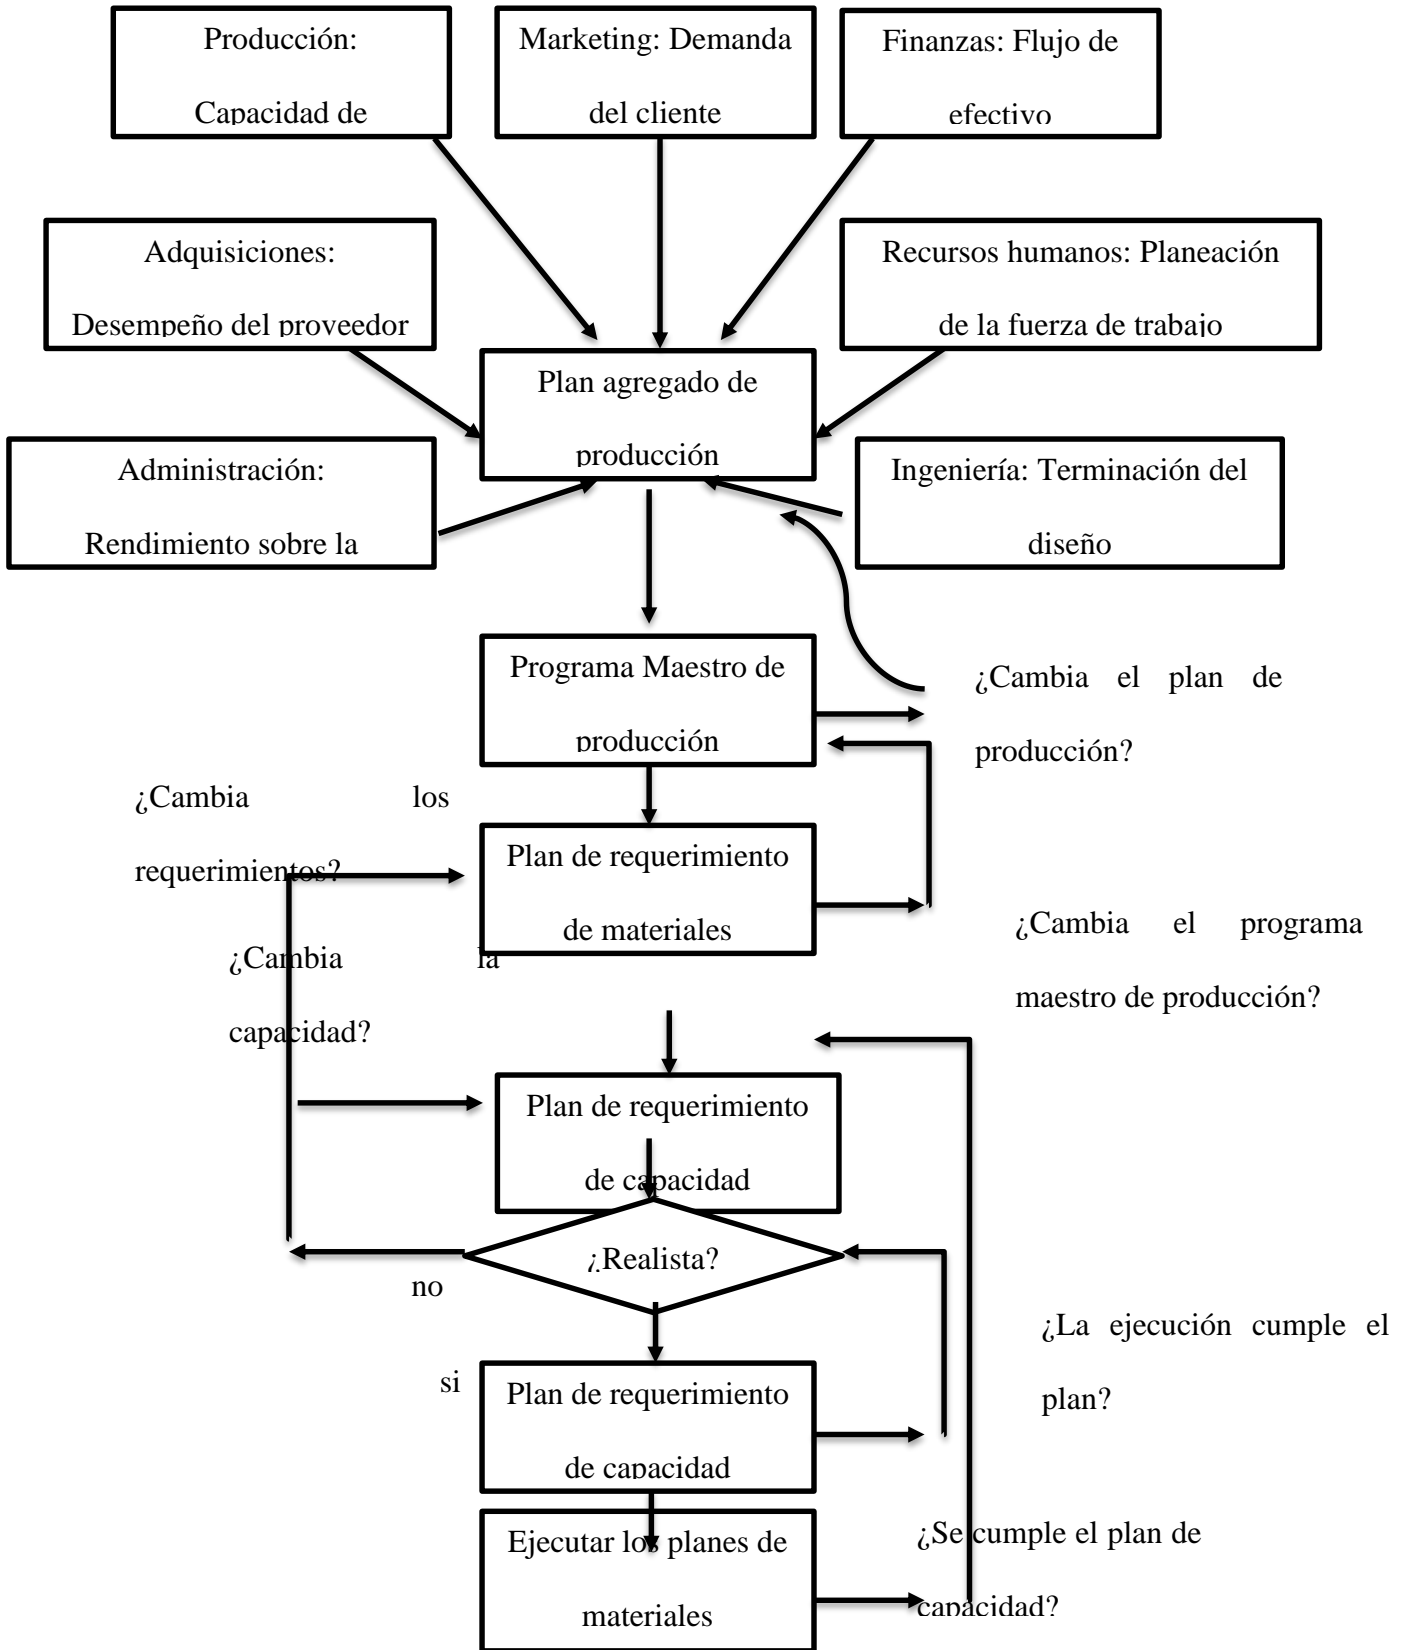 Producción:
Capacidad de
Marketing: Demanda
del cliente
Finanzas: Flujo de
efectivo
Adquisiciones:
Desempeño del proveedor
Recursos humanos: Planeación
de la fuerza de trabajo
Plan agregado de
producción
Administración:
Rendimiento sobre la
Ingeniería: Terminación del
diseño
Programa Maestro de
producción
¿Cambia el plan de
producción?
¿Cambia los
requerimientos?
Plan de requerimiento
de materiales
¿Cambia el programa
maestro de producción?
¿Cambia la
capacidad?
Plan de requerimiento
de capacidad
¿Realista?
no
¿La ejecución cumple el
plan?
si
Plan de requerimiento
de capacidad
Ejecutar los planes de
materiales
¿Se cumple el plan de
capacidad?